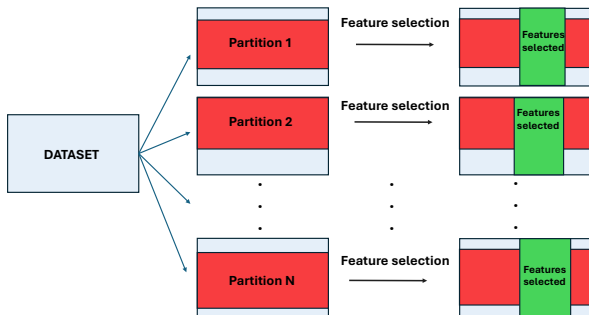 Feature selection
Partition 1
Features
selected
Feature selection
Partition 2
Features
selected
DATASET
Feature selection
Partition N
Features
selected